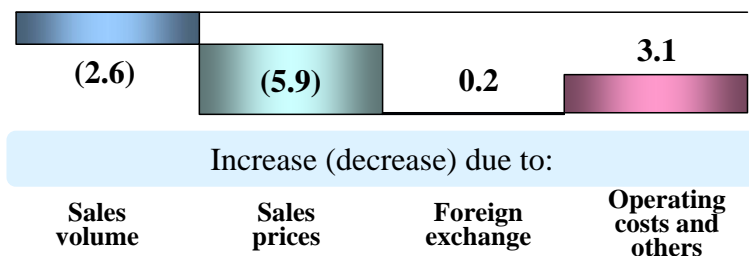 (2.6)
(5.9)
0.2
3.1
Increase (decrease) due to:
Sales
volume
Sales
prices
Foreign
exchange
Operating
costs and
others